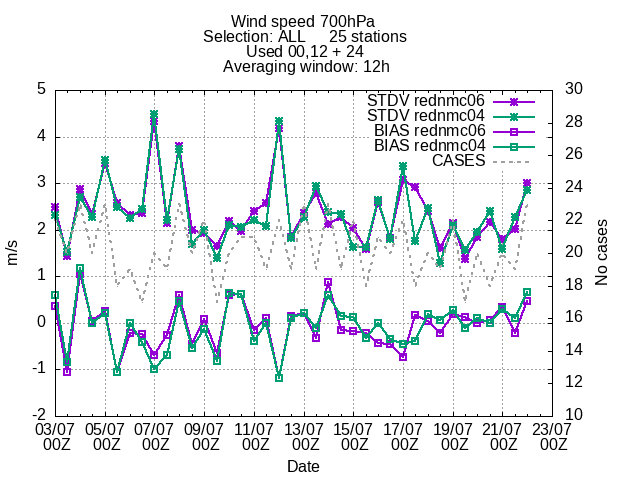 Wind speed 700hPa
Selection: ALL 25 stations
Used 00,12 + 24
Averaging window: 12h
5 30
STDV rednmc06
STDV rednmc04
BIAS rednmc06
BIAS rednmc04
CASES
4 28
3 26
2 24
1 22
0 20
-1 18
-2 16
14
12
10
m/s
No cases
03/07 05/07 07/07 09/07 11/07 13/07 15/07 17/07 19/07 21/07 23/07
00Z 00Z 00Z 00Z 00Z 00Z 00Z 00Z 00Z 00Z 00Z
Date